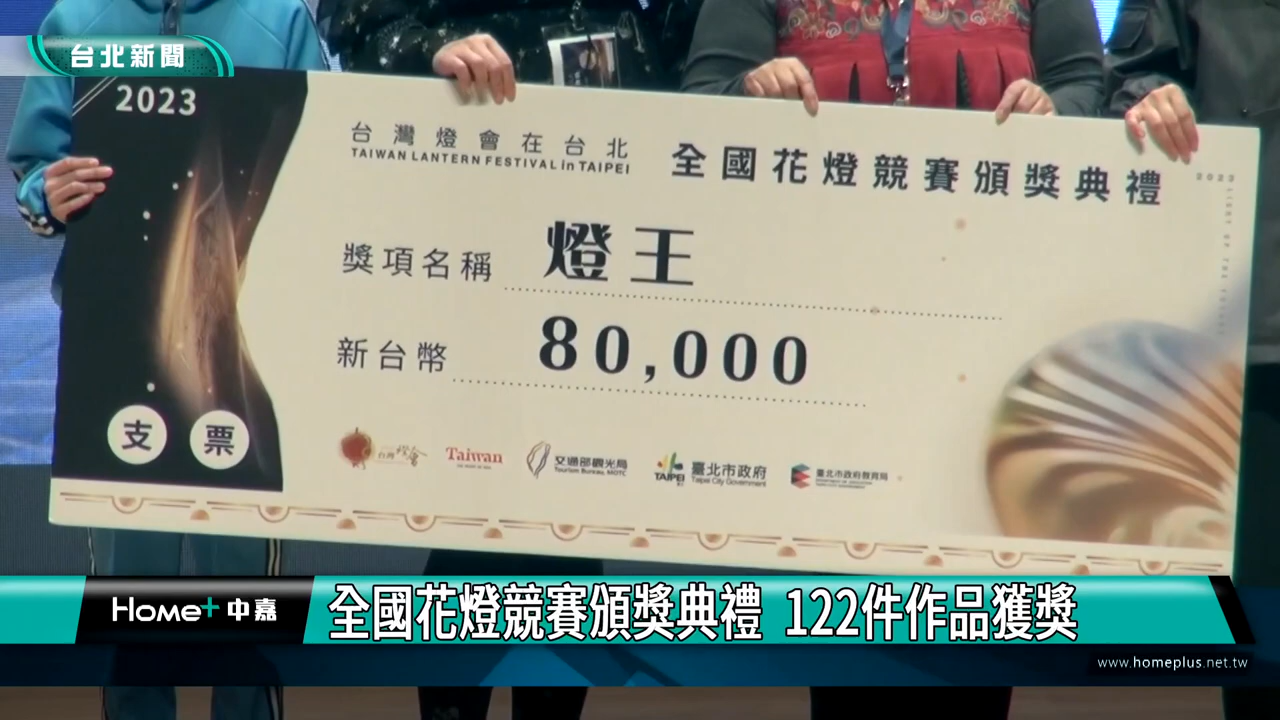 台北新聞
2023
台灣燈會在台北
TAIWAN LANTERN FESTIVAL in TAIPEI
全國花燈競賽頒獎典禮
獎項名稱 燈王
新台幣 80,000
支票
台灣燈會
Taiwan
交通部觀光局
Tourism Bureau, MOTC
TAIPEI
臺北市政府
Taipei City Government
臺北市政府教育局
Home+中嘉
全國花燈競賽頒獎典禮 122件作品獲獎
www.homeplus.net.tw